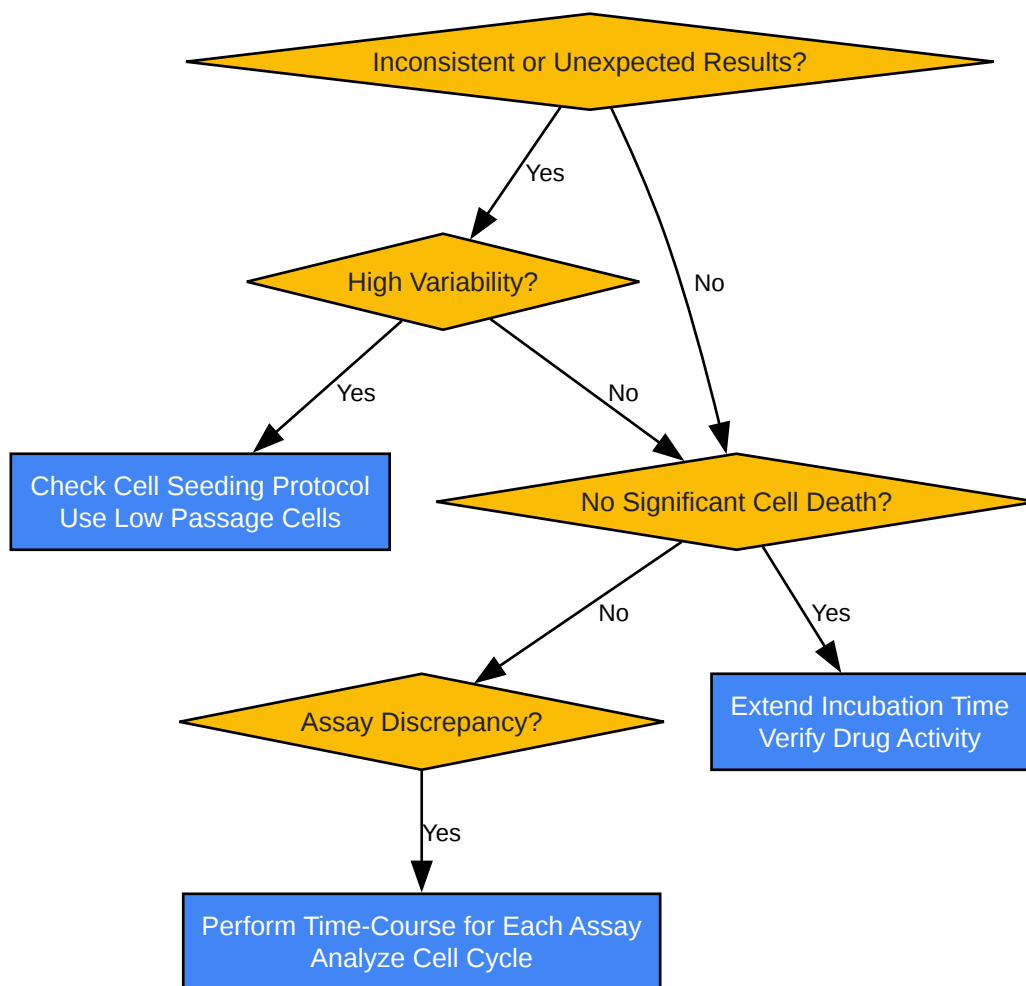 Inconsistent or Unexpected Results?
Yes
No
High Variability?
Yes
No
Check Cell Seeding Protocol
Use Low Passage Cells
No Significant Cell Death?
No
Yes
Assay Discrepancy?
Extend Incubation Time
Verify Drug Activity
Yes
Perform Time-Course for Each Assay
Analyze Cell Cycle